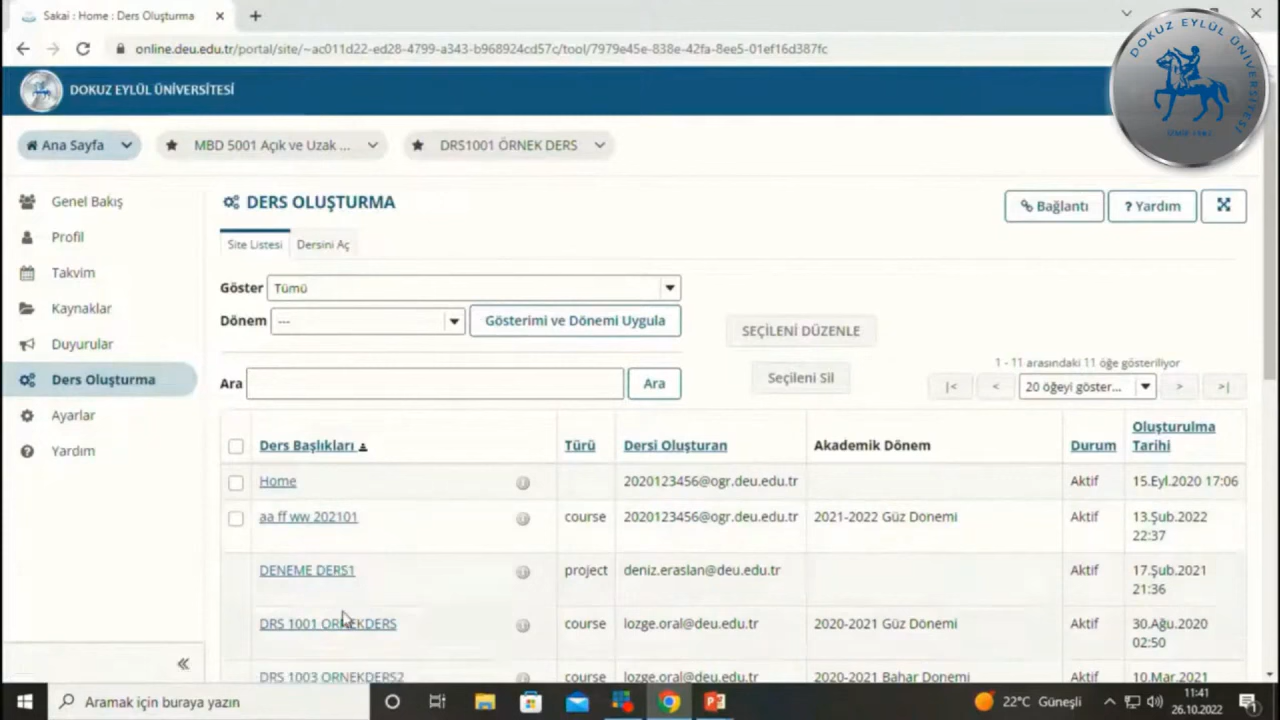 Sakai : Home : Ders Oluşturma
online.deu.edu.tr/portal/site/~ac011d22-ed28-4799-a343-b968924cd57c/tool/7979e45e-838e-42fa-8ee5-01ef16d387fc
DOKUZ EYLÜL ÜNİVERSİTESİ
DOKUZ EYLÜL ÜNİVERSİTESİ
İZMİR 1982
Ana Sayfa
MBD 5001 Açık ve Uzak ...
DRS1001 ÖRNEK DERS
Genel Bakış
Profil
Takvim
Kaynaklar
Duyurular
Ders Oluşturma
Ayarlar
Yardım
DERS OLUŞTURMA
Bağlantı
? Yardım
Site Listesi
Dersini Aç
Göster Tümü
Dönem ---
Gösterimi ve Dönemi Uygula
SEÇİLENİ DÜZENLE
Ara
Ara
Seçileni Sil
1 - 11 arasındaki 11 öğe gösteriliyor
|< < 20 öğeyi göster... > >|
Ders Başlıkları Türü Dersi Oluşturan Akademik Dönem Durum Oluşturulma Tarihi
Home 2020123456@ogr.deu.edu.tr Aktif 15.Eyl.2020 17:06
aa ff ww 202101 course 2020123456@ogr.deu.edu.tr 2021-2022 Güz Donemi Aktif 13.Şub.2022 22:37
DENEME DERS1 project deniz.eraslan@deu.edu.tr Aktif 17.Şub.2021 21:36
DRS 1001 ORNEKDERS course lozge.oral@deu.edu.tr 2020-2021 Güz Dönemi Aktif 30.Ağu.2020 02:50
DRS 1003 ORNEKDERS2 course lozge.oral@deu.edu.tr 2020-2021 Bahar Donemi Aktif 10.Mar.2021
Aramak için buraya yazın
22°C Güneşli
11:41
26.10.2022